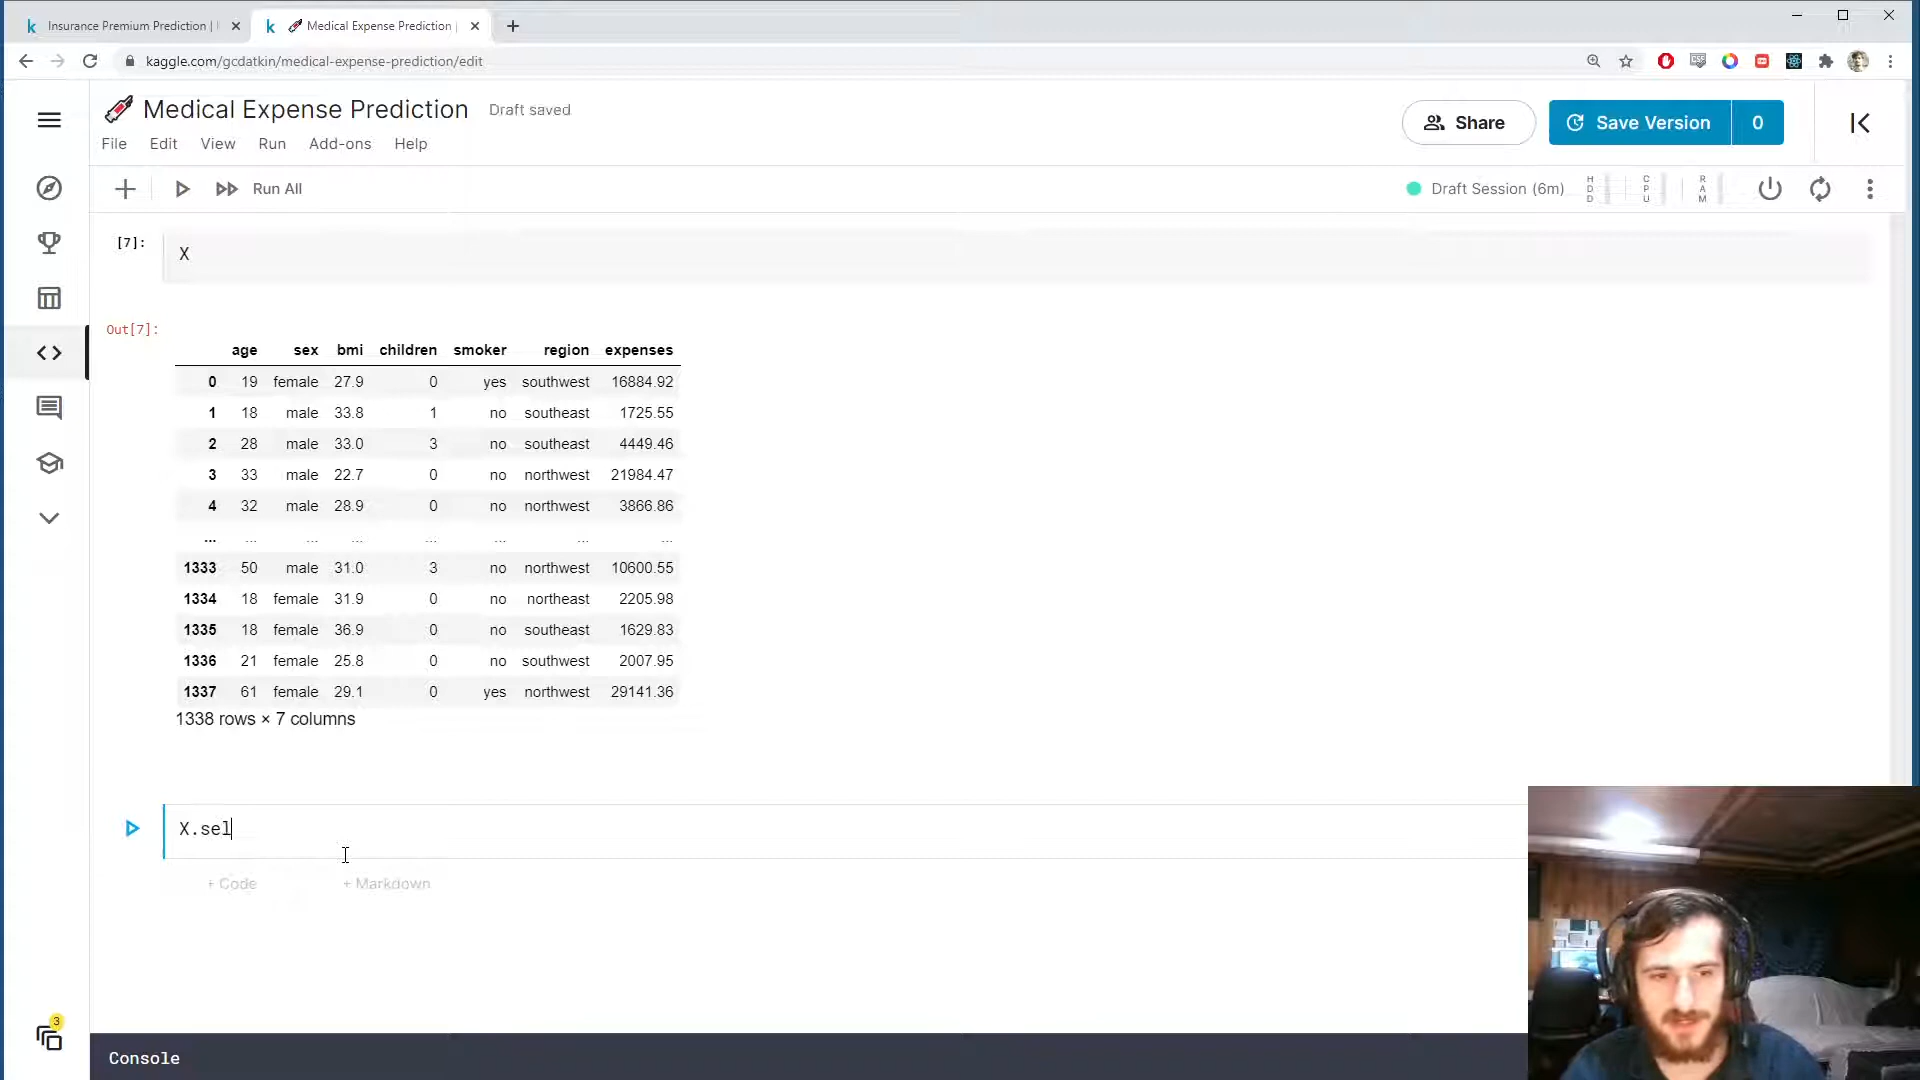 Insurance Premium Prediction |
Medical Expense Prediction |
kaggle.com/gcdatkin/medical-expense-prediction/edit
Medical Expense Prediction Draft saved
Share
Save Version 0
File Edit View Run Add-ons Help
Run All
Draft Session (6m)
HDD
CPU
RAM
[7]:
X
Out[7]:
age sex bmi children smoker region expenses
0 19 female 27.9 0 yes southwest 16884.92
1 18 male 33.8 1 no southeast 1725.55
2 28 male 33.0 3 no southeast 4449.46
3 33 male 22.7 0 no northwest 21984.47
4 32 male 28.9 0 no northwest 3866.86
... ... ... ... ... ... ... ...
1333 50 male 31.0 3 no northwest 10600.55
1334 18 female 31.9 0 no northeast 2205.98
1335 18 female 36.9 0 no southeast 1629.83
1336 21 female 25.8 0 no southwest 2007.95
1337 61 female 29.1 0 yes northwest 29141.36
1338 rows × 7 columns
X.sel
+ Code + Markdown
3
Console